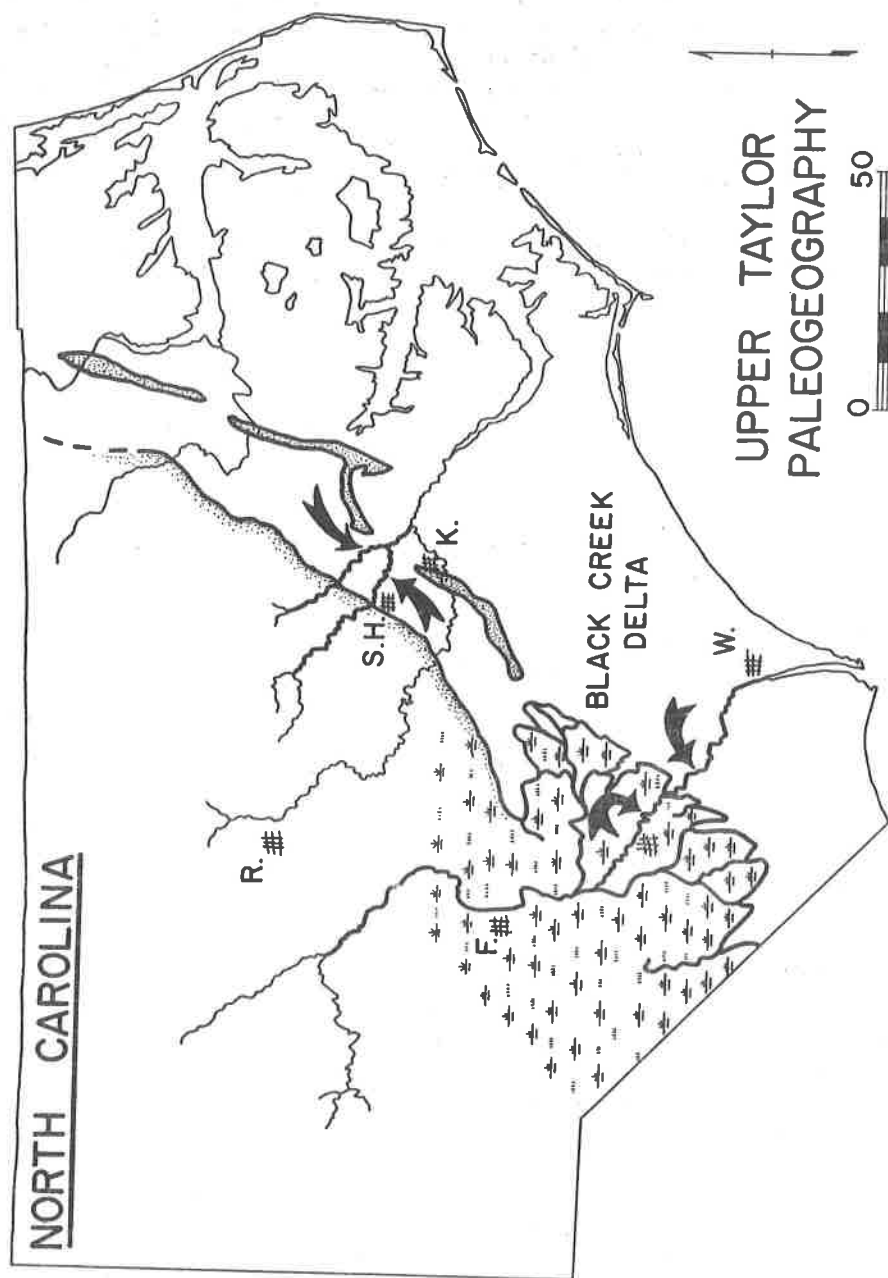 NORTH CAROLINA
R.
F.
S.H.
K.
W.
BLACK CREEK
DELTA
UPPER TAYLOR
PALEOGEOGRAPHY
0 50